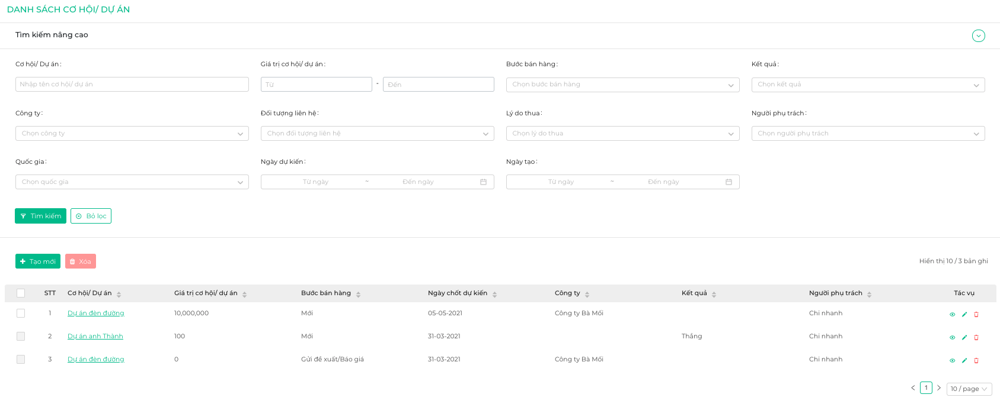 DANH SÁCH CƠ HỘI/ DỰ ÁN
Tìm kiếm nâng cao
Cơ hội/ Dự án: Giá trị cơ hội/ dự án: Bước bán hàng: Kết quả:
Nhập tên cơ hội/ dự án Từ - Đến Chọn bước bán hàng Chọn kết quả
Công ty: Đối tượng liên hệ: Lý do thua: Người phụ trách:
Chọn công ty Chọn đối tượng liên hệ Chọn lý do thua Chọn người phụ trách
Quốc gia: Ngày dự kiến: Ngày tạo:
Chọn quốc gia Từ ngày ~ Đến ngày Từ ngày ~ Đến ngày
Tìm kiếm Bỏ lọc
Tạo mới Xóa Hiển thị 10 / 3 bản ghi
STT Cơ hội/ Dự án Giá trị cơ hội/ dự án Bước bán hàng Ngày chốt dự kiến Công ty Kết quả Người phụ trách Tác vụ
1 Dự án đèn đường 10,000,000 Mới 05-05-2021 Công ty Bà Mối Chi nhanh
2 Dự án anh Thành 100 Mới 31-03-2021 Thắng Chi nhanh
3 Dự án đèn đường 0 Gửi đề xuất/Báo giá 31-03-2021 Công ty Bà Mối Chi nhanh
< 1 > 10 / page